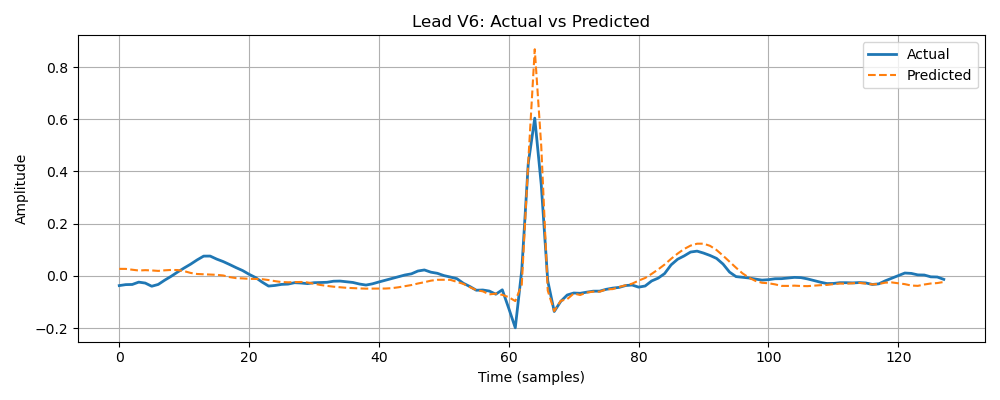 Lead V6: Actual vs Predicted
Actual
Predicted
Amplitude
0.8
0.6
0.4
0.2
0.0
−0.2
0 20 40 60 80 100 120
Time (samples)